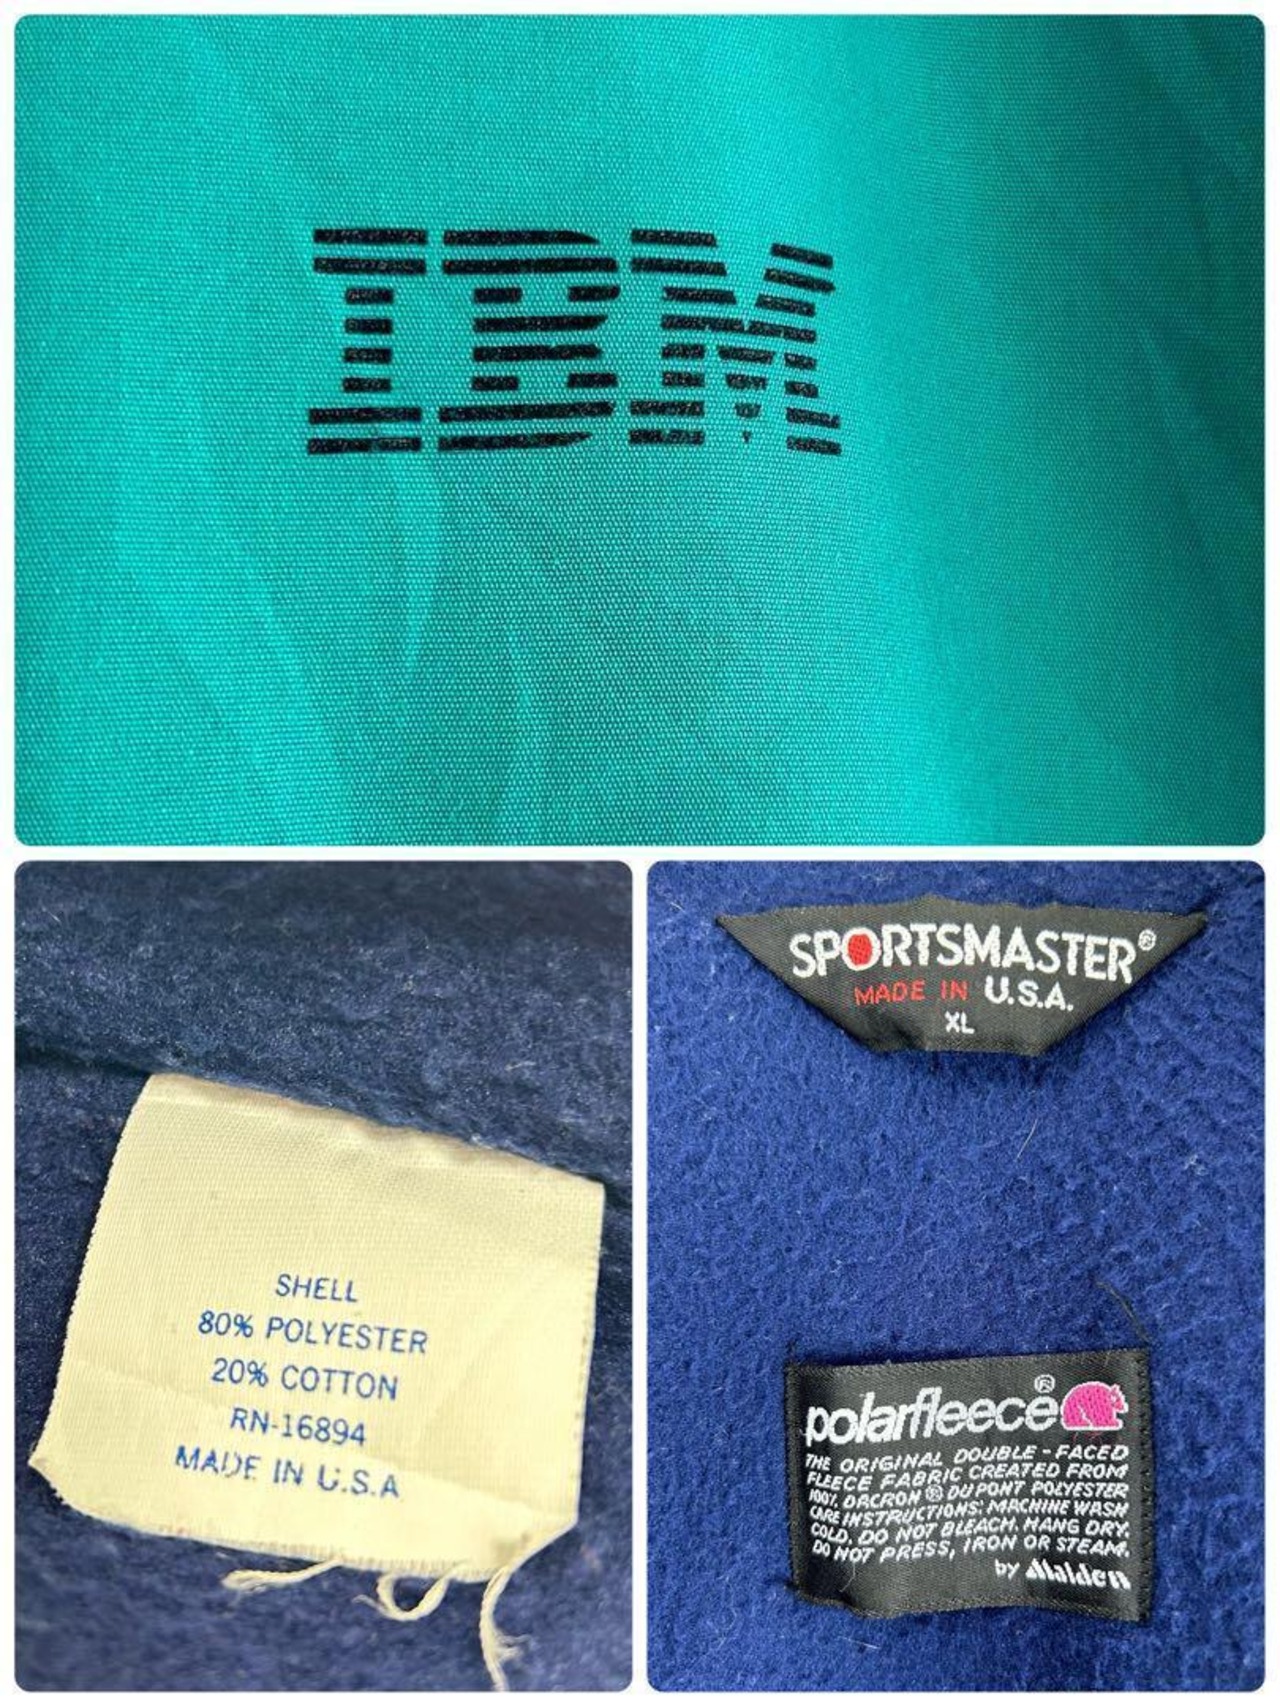 IBM
SHELL
80% POLYESTER
20% COTTON
RN-16894
MADE IN U.S.A
SPORTSMASTER®
MADE IN U.S.A.
XL
polarfleece®
THE ORIGINAL DOUBLE-FACED
FLEECE FABRIC CREATED FROM
100% DACRON® DU PONT POLYESTER
CARE INSTRUCTIONS: MACHINE WASH
COLD. DO NOT BLEACH. HANG DRY.
DO NOT PRESS, IRON OR STEAM.
by Malden